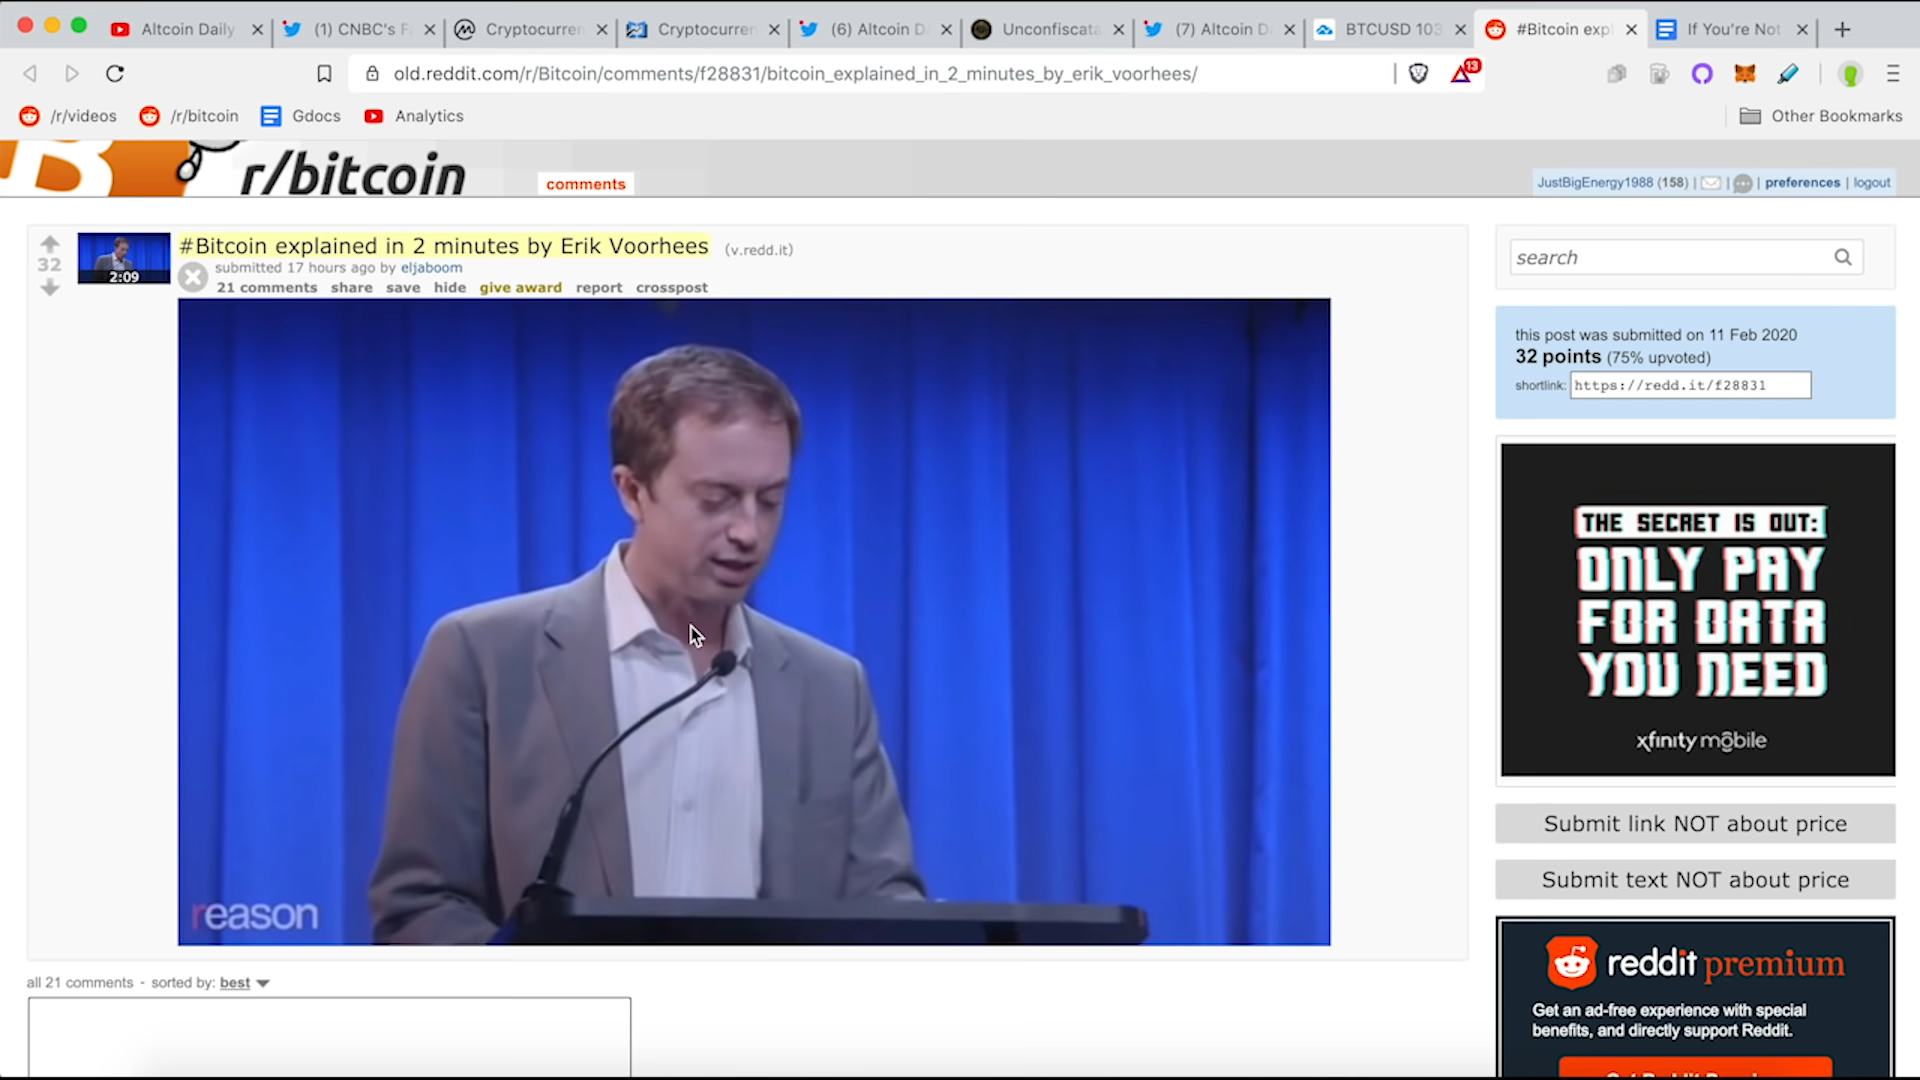 Altcoin Daily
(1) CNBC's F
Cryptocurren
Cryptocurren
(6) Altcoin D
Unconfiscata
(7) Altcoin D
BTCUSD 103
#Bitcoin expl
If You're Not
old.reddit.com/r/Bitcoin/comments/f28831/bitcoin_explained_in_2_minutes_by_erik_voorhees/
13
/r/videos
/r/bitcoin
Gdocs
Analytics
Other Bookmarks
r/bitcoin
comments
JustBigEnergy1988 (158) | | | preferences | logout
32
2:09
#Bitcoin explained in 2 minutes by Erik Voorhees (v.redd.it)
submitted 17 hours ago by eljaboom
21 comments share save hide give award report crosspost
reason
all 21 comments - sorted by: best
search
this post was submitted on 11 Feb 2020
32 points (75% upvoted)
shortlink: https://redd.it/f28831
THE SECRET IS OUT:
ONLY PAY
FOR DATA
YOU NEED
xfinity mobile
Submit link NOT about price
Submit text NOT about price
reddit premium
Get an ad-free experience with special
benefits, and directly support Reddit.